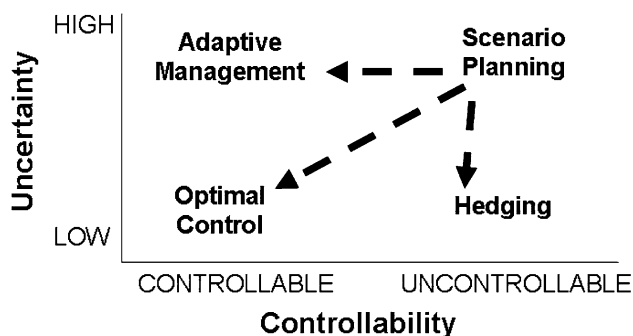 HIGH
Adaptive
Management
Scenario
Planning
Uncertainty
Optimal
Control
Hedging
LOW
CONTROLLABLE
UNCONTROLLABLE
Controllability